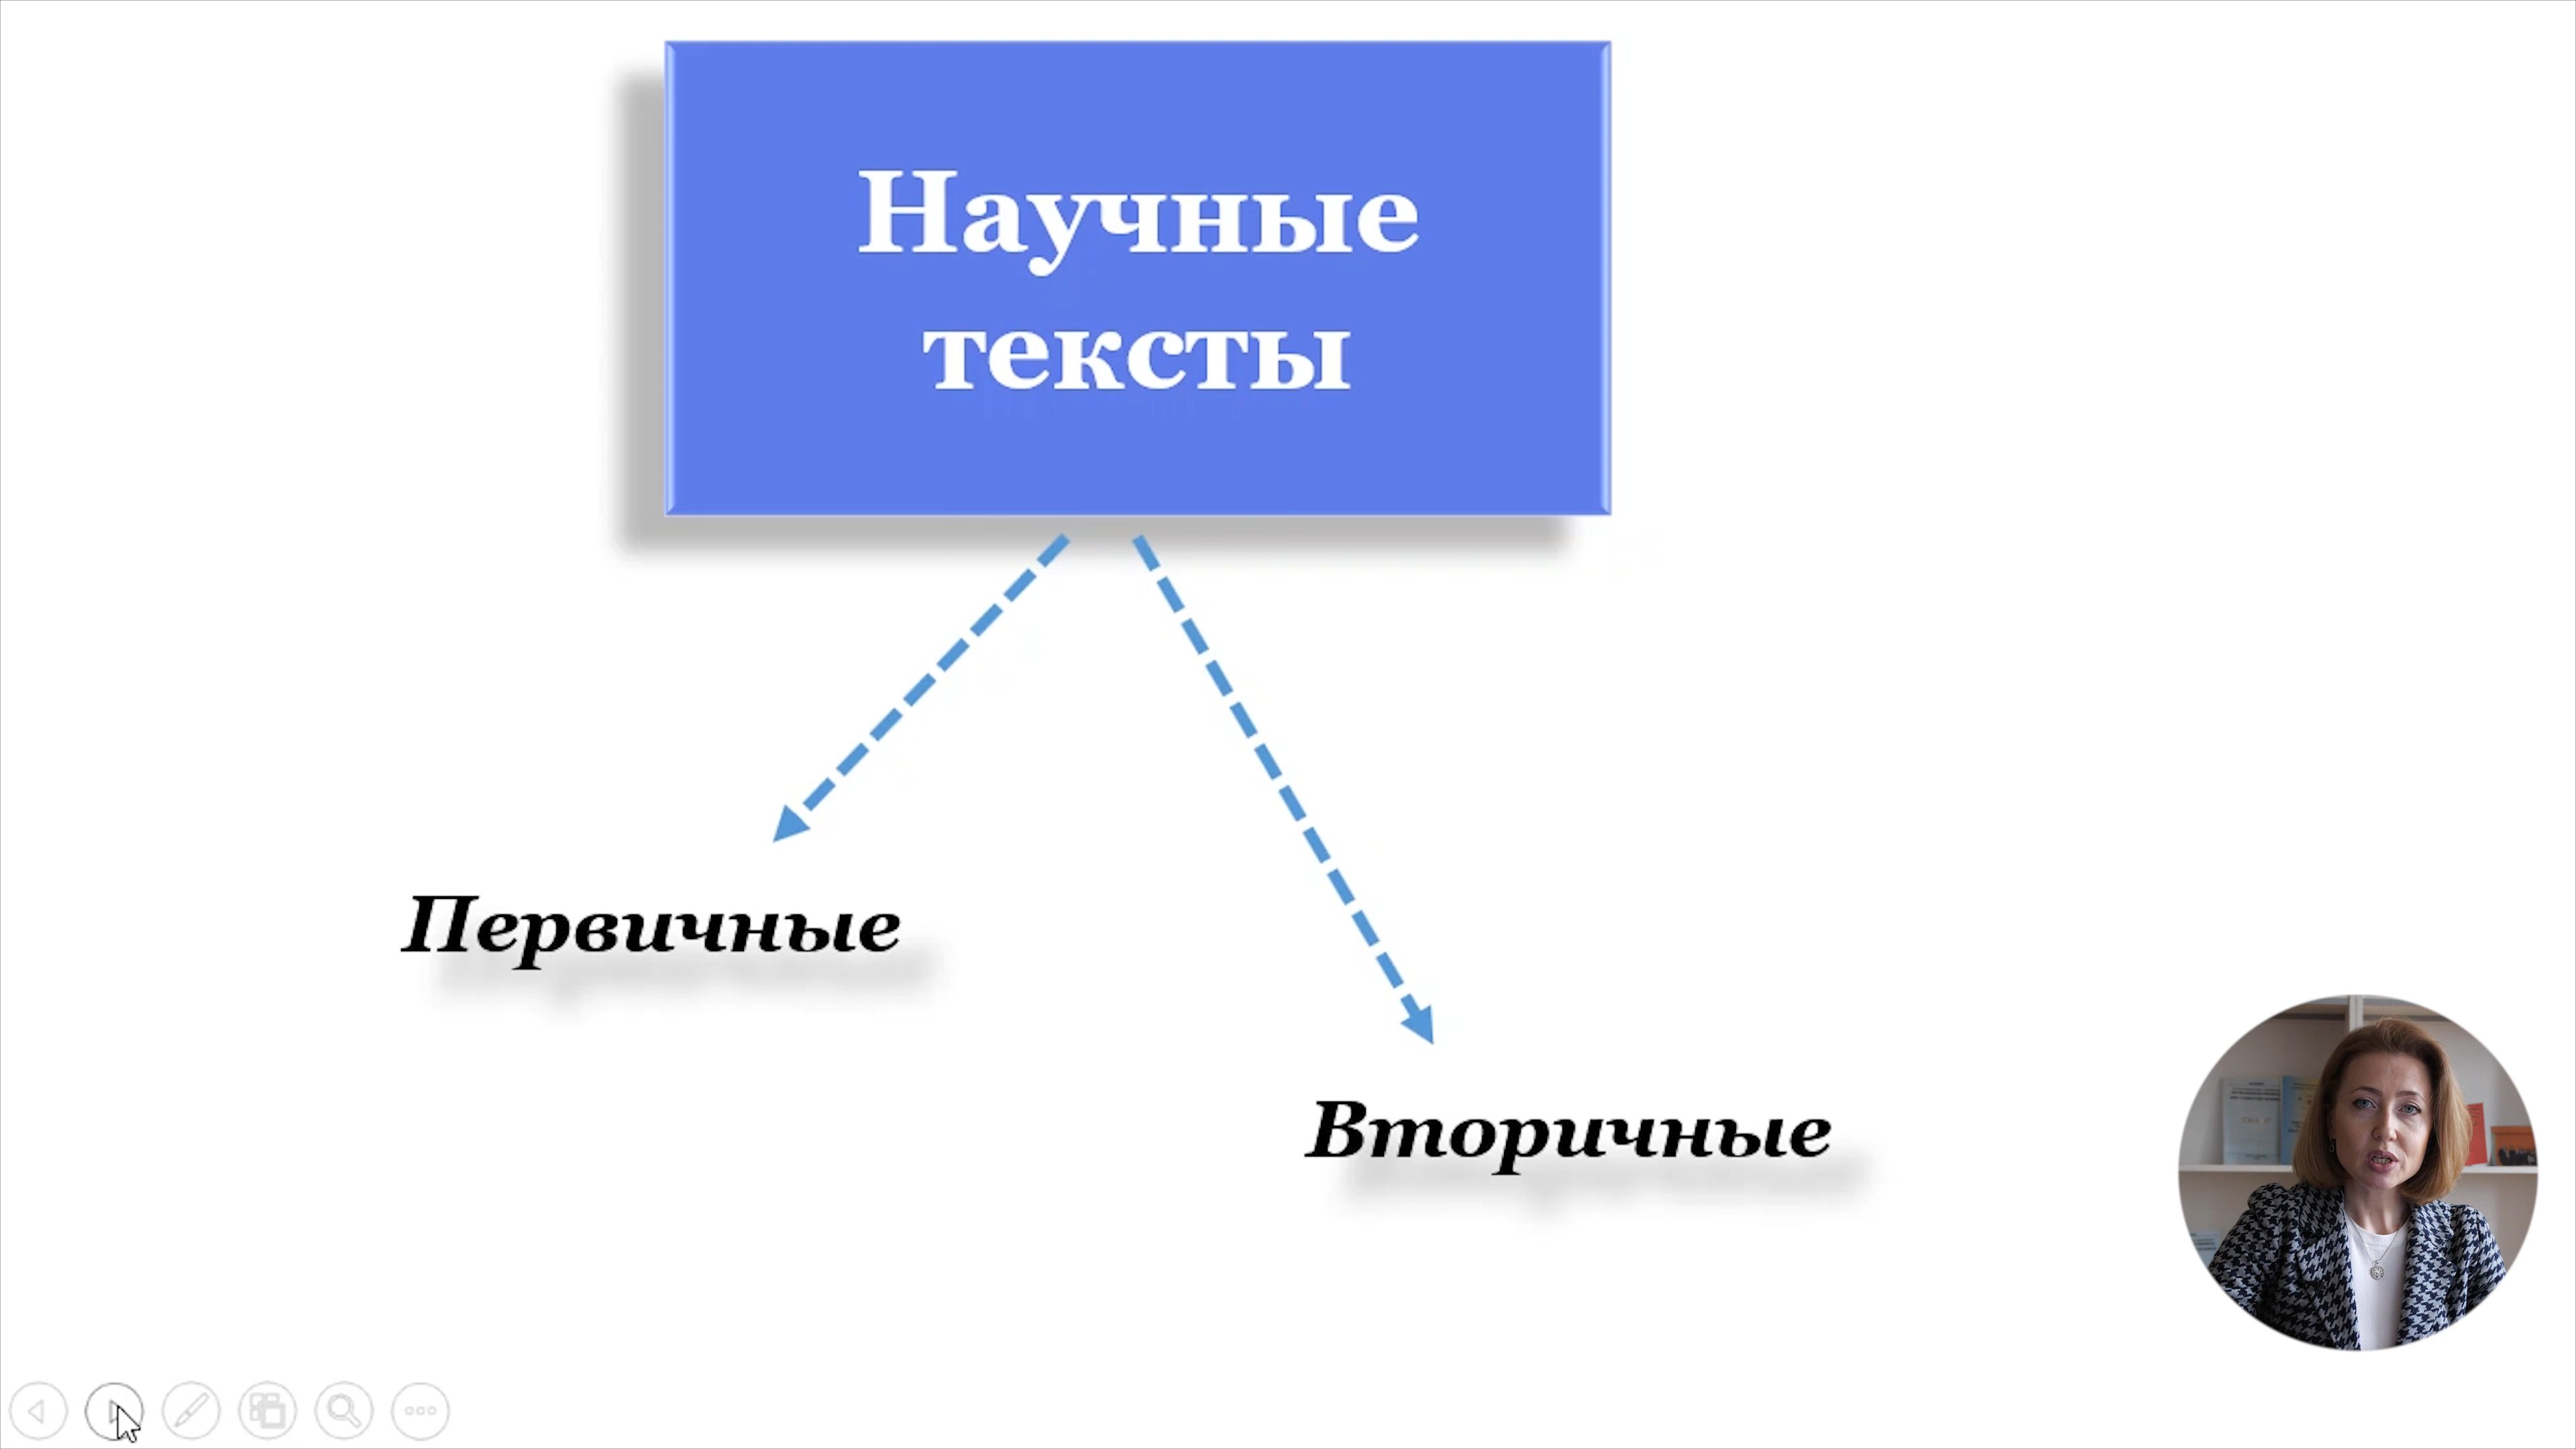 Научные
тексты
Первичные
Вторичные